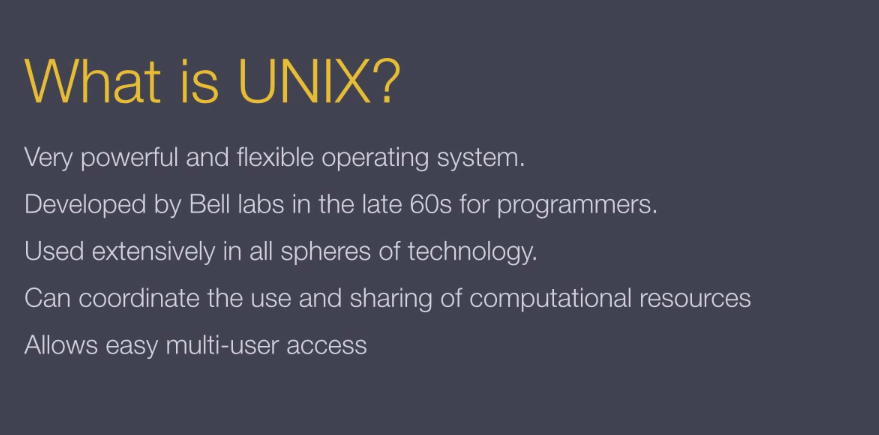 What is UNIX?
Very powerful and flexible operating system.
Developed by Bell labs in the late 60s for programmers.
Used extensively in all spheres of technology.
Can coordinate the use and sharing of computational resources
Allows easy multi-user access